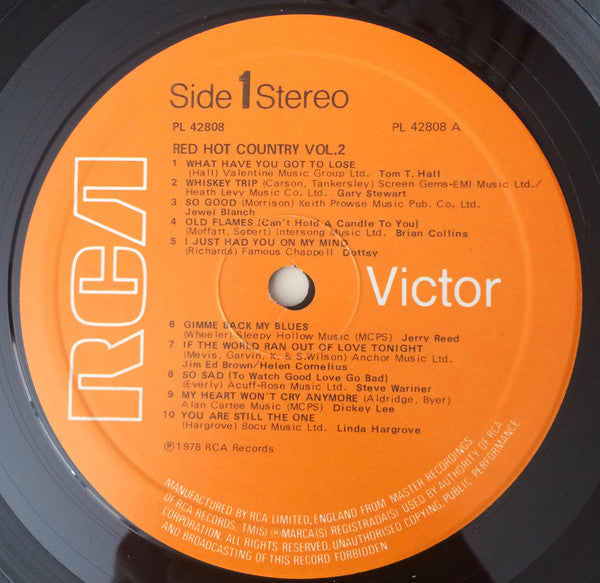 RCA
Side 1 Stereo
PL 42808
PL 42808 A
RED HOT COUNTRY VOL.2
1 WHAT HAVE YOU GOT TO LOSE
(Hall) Valentine Music Group Ltd. Tom T. Hall
2 WHISKEY TRIP (Carson, Tankersley) Screen Gems-EMI Music Ltd./
Heath Levy Music Co. Ltd. Gary Stewart
3 SO GOOD (Morrison) Keith Prowse Music Pub. Co. Ltd.
Jewel Blanch
4 OLD FLAMES (Can't Hold A Candle To You)
(Moffatt, Sebert) Intersong Music Ltd. Brian Collins
5 I JUST HAD YOU ON MY MIND
(Richards) Famous Chappell Dottsy
Victor
6 GIMME BACK MY BLUES
(Wheeler) Sleepy Hollow Music (MCPS) Jerry Reed
7 IF THE WORLD RAN OUT OF LOVE TONIGHT
(Mevis, Garvin, K. & S.Wilson) Anchor Music Ltd.
Jim Ed Brown/Helen Cornelius
8 SO SAD (To Watch Good Love Go Bad)
(Everly) Acuff-Rose Music Ltd. Steve Wariner
9 MY HEART WON'T CRY ANYMORE (Aldridge, Byer)
Alan Cartee Music (MCPS) Dickey Lee
10 YOU ARE STILL THE ONE
(Hargrove) Bocu Music Ltd. Linda Hargrove
℗1978 RCA Records
MANUFACTURED BY RCA LIMITED, ENGLAND FROM MASTER RECORDINGS
OF RCA RECORDS. TM(S) ® MARCA(S) REGISTRADA(S) USED BY AUTHORITY OF RCA
CORPORATION. ALL RIGHTS RESERVED. UNAUTHORISED COPYING, PUBLIC PERFORMANCE
AND BROADCASTING OF THIS RECORD FORBIDDEN